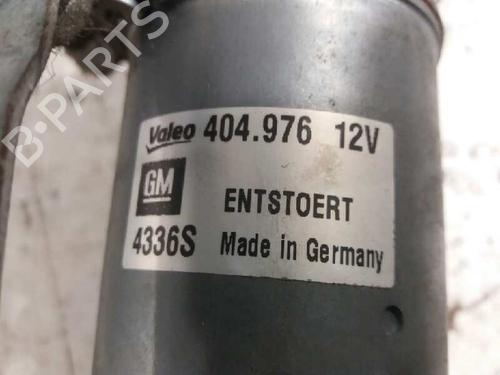 B-PARTS
Valeo 404.976 12V
GM ENTSTOERT
4336S Made in Germany